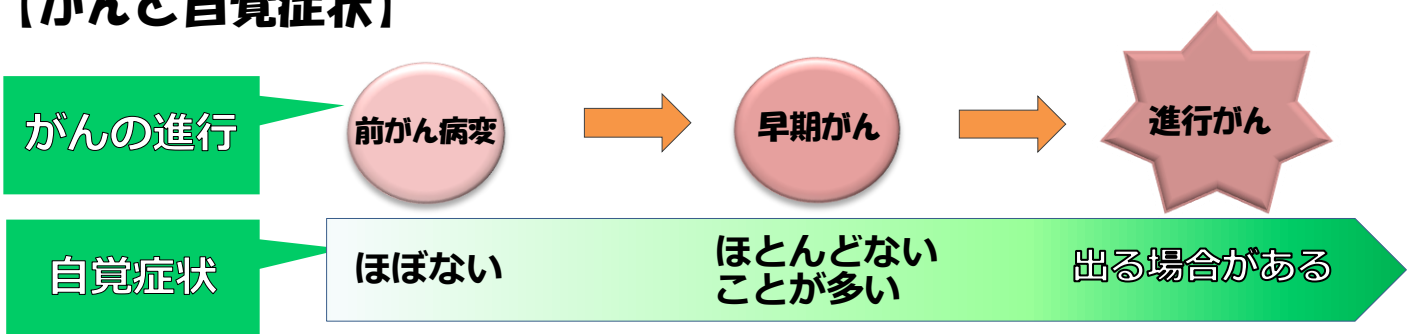 【がんと自覚症状】
がんの進行
前がん病変
早期がん
進行がん
自覚症状
ほぼない
ほとんどない
ことが多い
出る場合がある